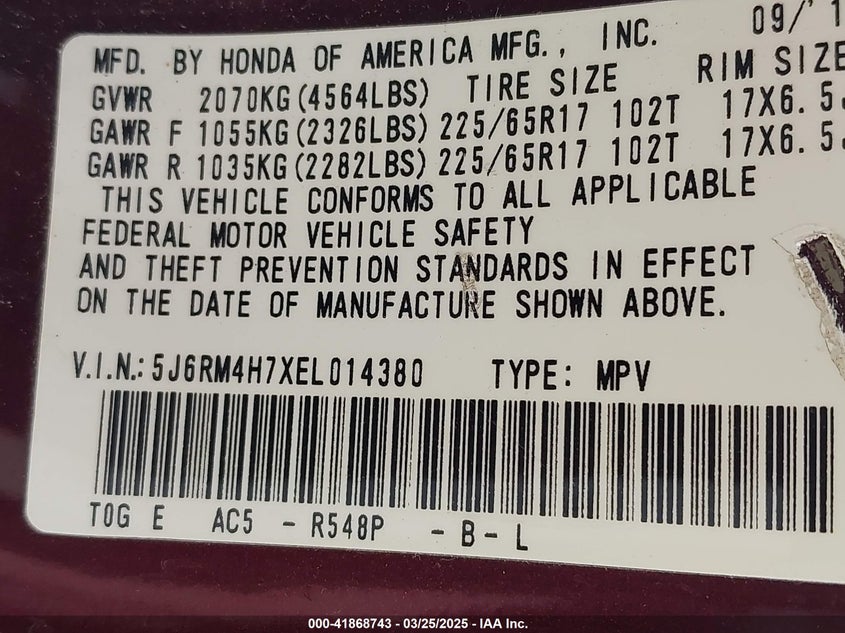 09/'1
MFD. BY HONDA OF AMERICA MFG., INC.
GVWR 2070KG(4564LBS) TIRE SIZE RIM SIZE
GAWR F 1055KG(2326LBS) 225/65R17 102T 17X6.5J
GAWR R 1035KG(2282LBS) 225/65R17 102T 17X6.5J
THIS VEHICLE CONFORMS TO ALL APPLICABLE
FEDERAL MOTOR VEHICLE SAFETY
AND THEFT PREVENTION STANDARDS IN EFFECT
ON THE DATE OF MANUFACTURE SHOWN ABOVE.
V.I.N.: 5J6RM4H7XEL014380 TYPE: MPV
T0G E AC5 - R548P - B - L
000-41868743 - 03/25/2025 - IAA Inc.